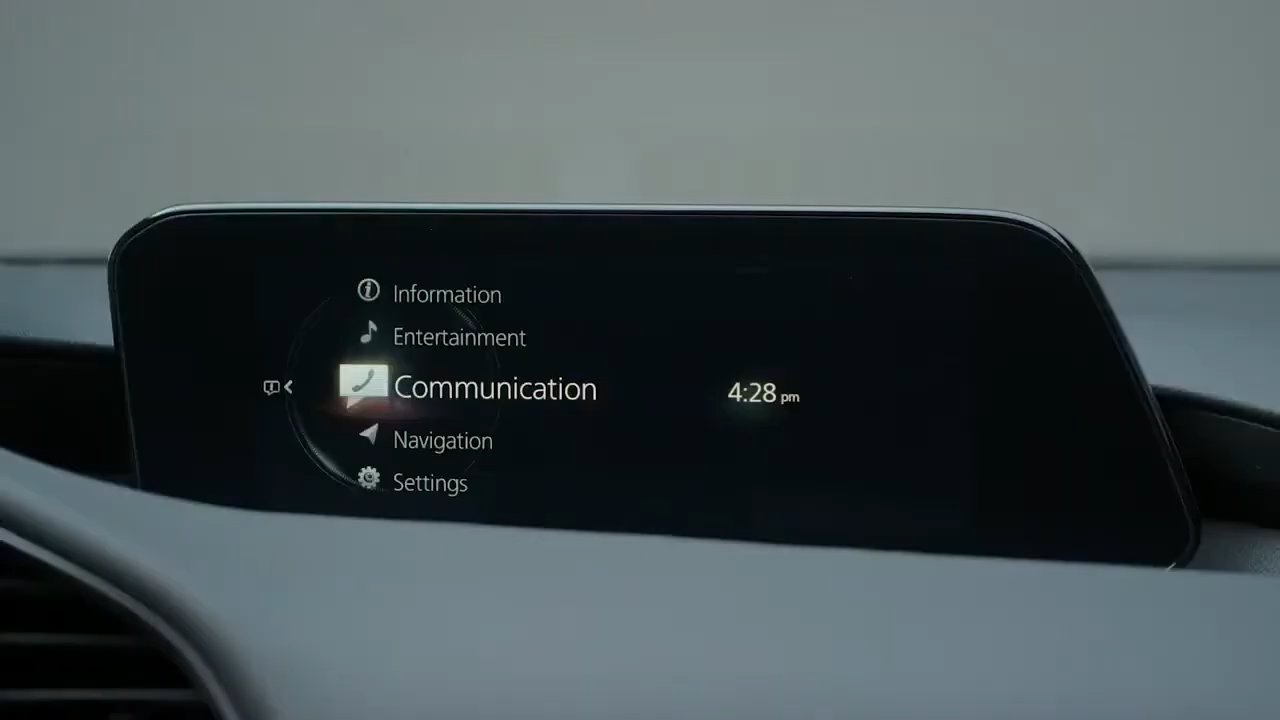 Information
Entertainment
Communication
4:28 pm
Navigation
Settings